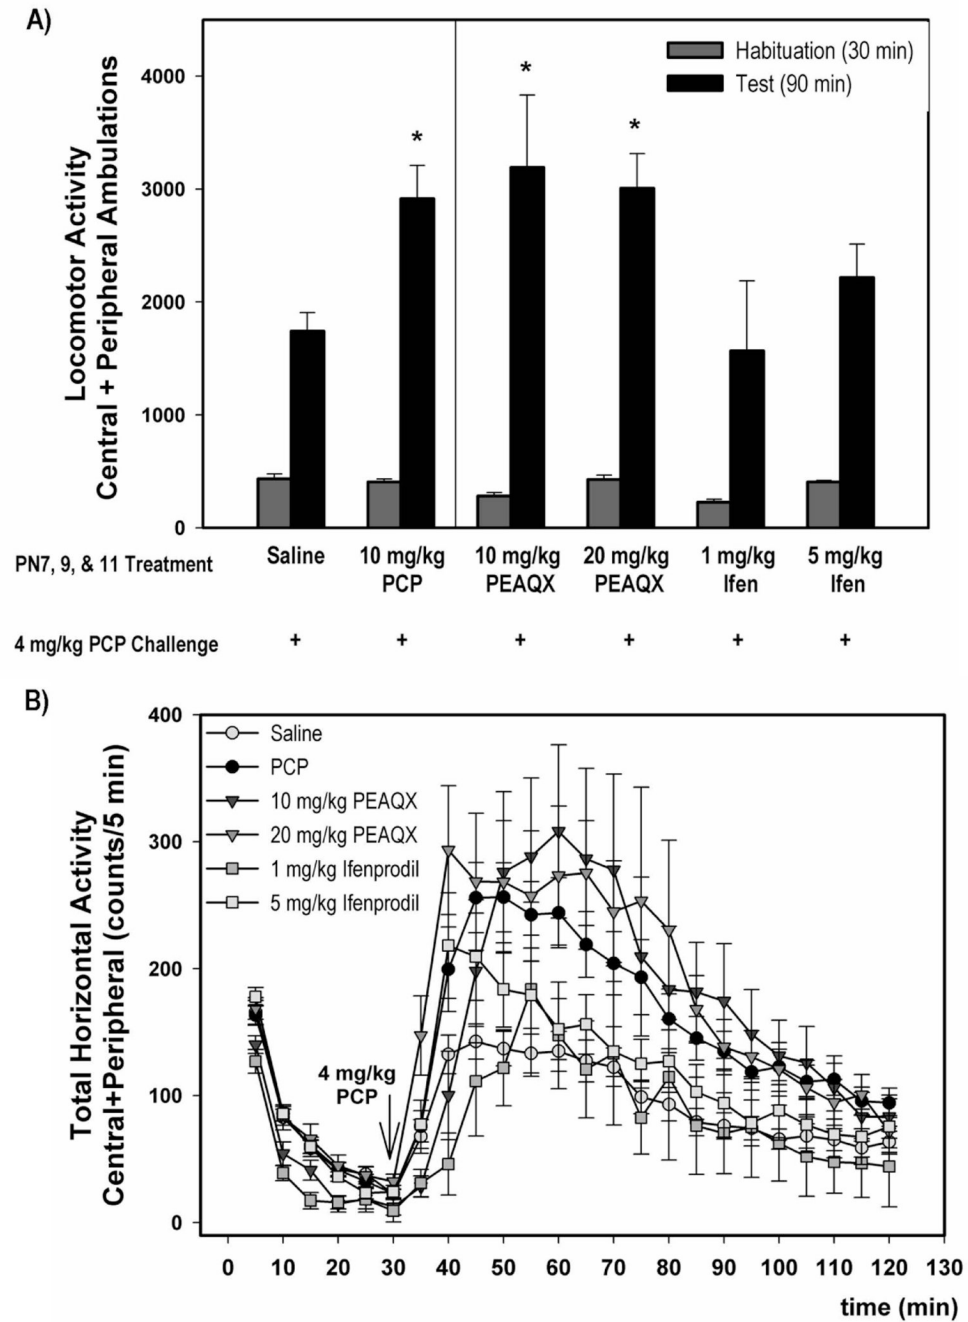 A)
Locomotor Activity
Central + Peripheral Ambulations
4000
3000
2000
1000
0
Habituation (30 min)
Test (90 min)
*
*
*
PN7, 9, & 11 Treatment
Saline
10 mg/kg
PCP
10 mg/kg
PEAQX
20 mg/kg
PEAQX
1 mg/kg
Ifen
5 mg/kg
Ifen
4 mg/kg PCP Challenge
+ + + + + +
B)
Total Horizontal Activity
Central+Peripheral (counts/5 min)
400
300
200
100
0
Saline
PCP
10 mg/kg PEAQX
20 mg/kg PEAQX
1 mg/kg Ifenprodil
5 mg/kg Ifenprodil
4 mg/kg
PCP
0 10 20 30 40 50 60 70 80 90 100 110 120 130
time (min)